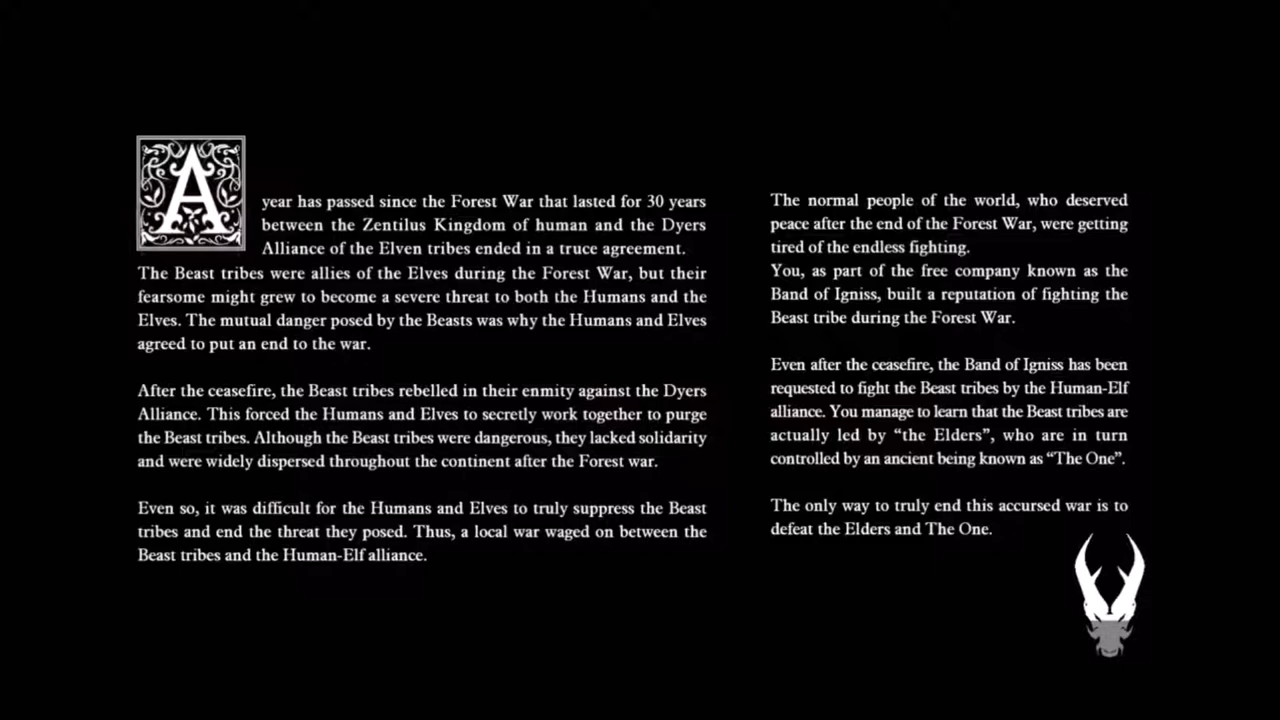 A
year has passed since the Forest War that lasted for 30 years
between the Zentilus Kingdom of human and the Dyers
Alliance of the Elven tribes ended in a truce agreement.
The Beast tribes were allies of the Elves during the Forest War, but their
fearsome might grew to become a severe threat to both the Humans and the
Elves. The mutual danger posed by the Beasts was why the Humans and Elves
agreed to put an end to the war.
After the ceasefire, the Beast tribes rebelled in their enmity against the Dyers
Alliance. This forced the Humans and Elves to secretly work together to purge
the Beast tribes. Although the Beast tribes were dangerous, they lacked solidarity
and were widely dispersed throughout the continent after the Forest war.
Even so, it was difficult for the Humans and Elves to truly suppress the Beast
tribes and end the threat they posed. Thus, a local war waged on between the
Beast tribes and the Human-Elf alliance.
The normal people of the world, who deserved
peace after the end of the Forest War, were getting
tired of the endless fighting.
You, as part of the free company known as the
Band of Igniss, built a reputation of fighting the
Beast tribe during the Forest War.
Even after the ceasefire, the Band of Igniss has been
requested to fight the Beast tribes by the Human-Elf
alliance. You manage to learn that the Beast tribes are
actually led by “the Elders”, who are in turn
controlled by an ancient being known as “The One”.
The only way to truly end this accursed war is to
defeat the Elders and The One.